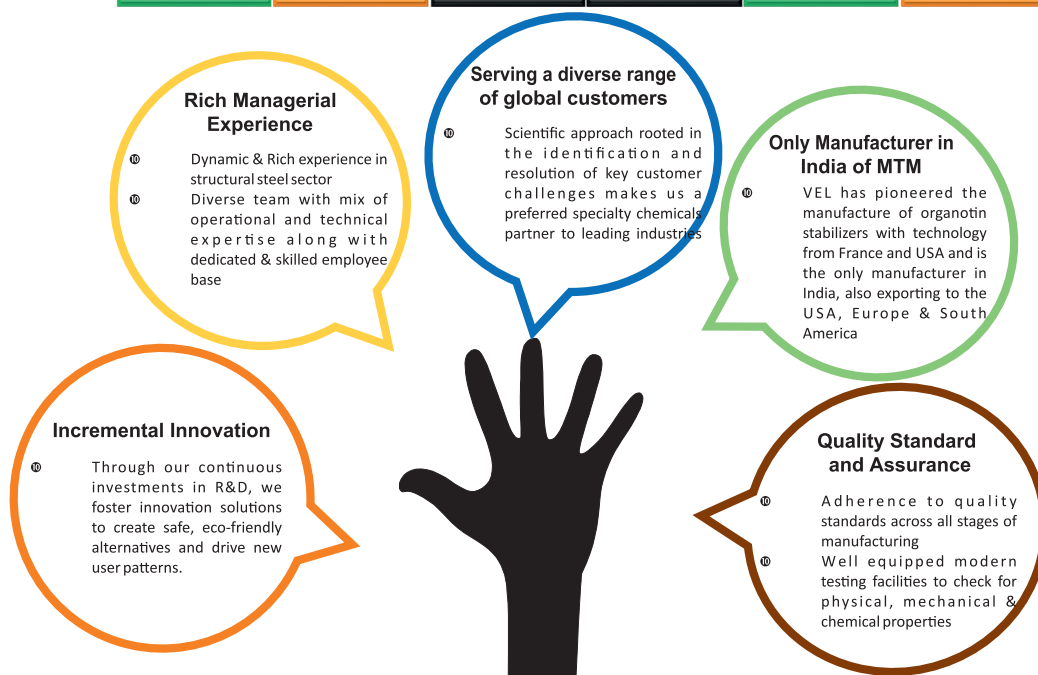 Rich Managerial
Experience
❿ Dynamic & Rich experience in
structural steel sector
❿ Diverse team with mix of
operational and technical
expertise along with
dedicated & skilled employee
base
Serving a diverse range
of global customers
❿ Scientific approach rooted in
the identification and
resolution of key customer
challenges makes us a
preferred specialty chemicals
partner to leading industries
Only Manufacturer in
India of MTM
❿ VEL has pioneered the
manufacture of organotin
stabilizers with technology
from France and USA and is
the only manufacturer in
India, also exporting to the
USA, Europe & South
America
Incremental Innovation
❿ Through our continuous
investments in R&D, we
foster innovation solutions
to create safe, eco-friendly
alternatives and drive new
user patterns.
Quality Standard
and Assurance
❿ Adherence to quality
standards across all stages of
manufacturing
❿ Well equipped modern
testing facilities to check for
physical, mechanical &
chemical properties